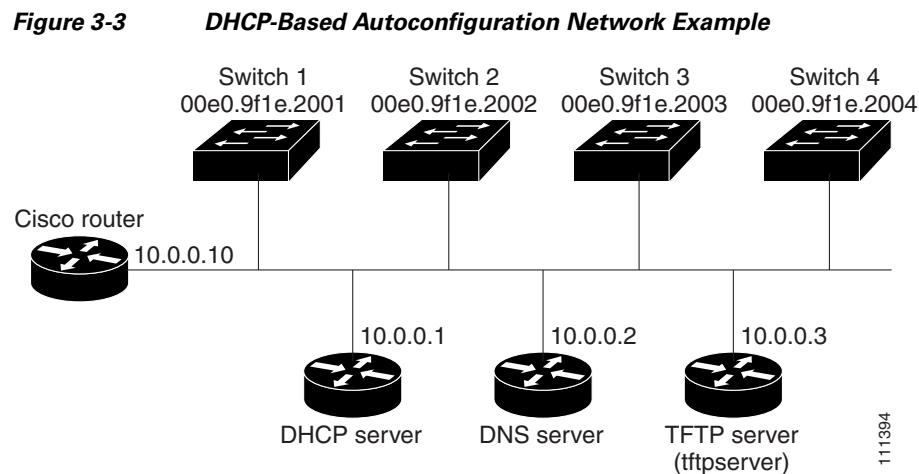 Figure 3-3 DHCP-Based Autoconfiguration Network Example
Switch 1
00e0.9f1e.2001
Switch 2
00e0.9f1e.2002
Switch 3
00e0.9f1e.2003
Switch 4
00e0.9f1e.2004
Cisco router
10.0.0.10
10.0.0.1
10.0.0.2
10.0.0.3
DHCP server
DNS server
TFTP server
(tftpserver)
111394